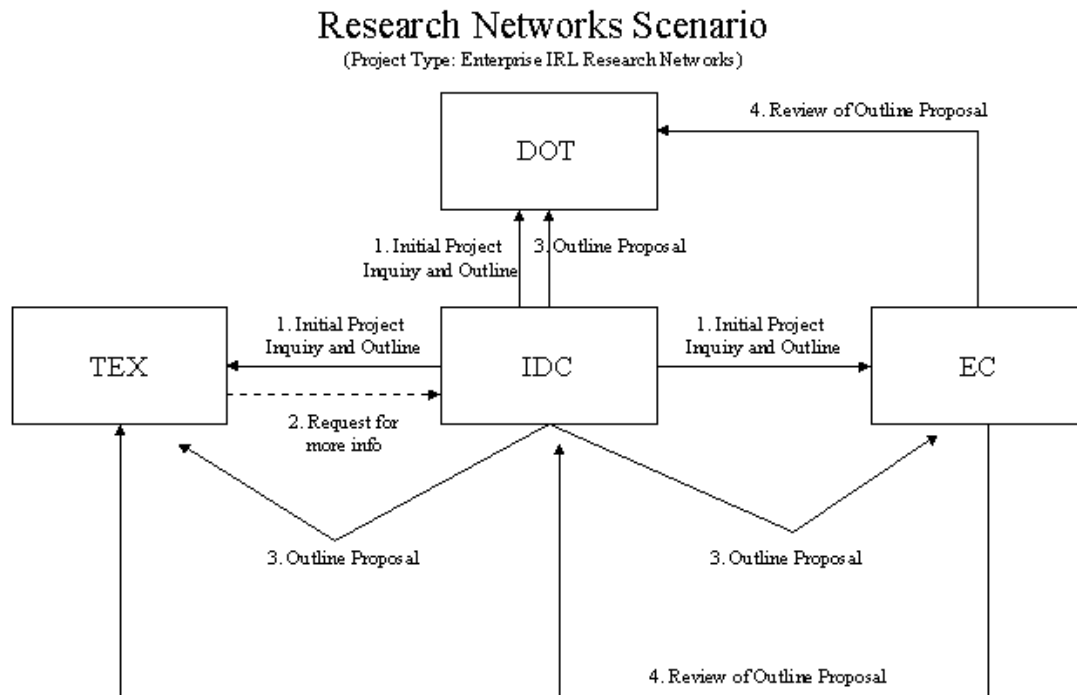 Research Networks Scenario
(Project Type: Enterprise IRL Research Networks)
4. Review of Outline Proposal
DOT
1. Initial Project
Inquiry and Outline
3. Outline Proposal
1. Initial Project
Inquiry and Outline
1. Initial Project
Inquiry and Outline
TEX
IDC
EC
2. Request for
more info
3. Outline Proposal
3. Outline Proposal
4. Review of Outline Proposal